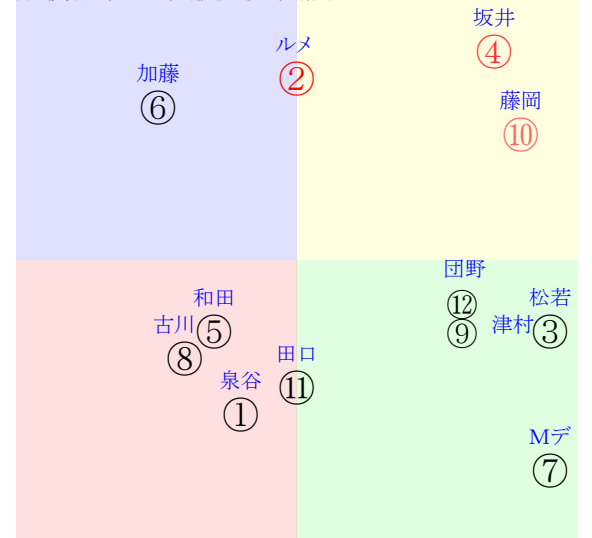 坂井
④
ルメ
②
加藤
⑥
藤岡
⑩
団野
⑫
和田
⑤
松若
③
古川
⑧
津村
⑨
田口
⑪
泉谷
①
Mデ
⑦